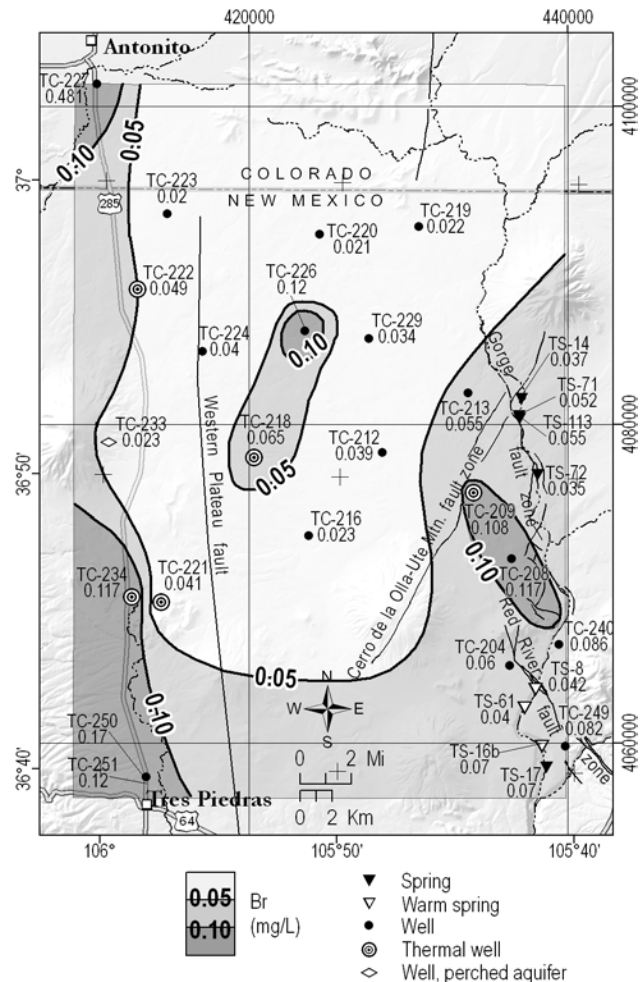 420000
440000
Antonito
TC-227
0.481
4100000
0.10
0.05
37°
COLORADO
NEW MEXICO
285
TC-223
0.02
TC-220
0.021
TC-219
0.022
TC-222
0.049
TC-226
0.12
TC-224
0.04
0.10
TC-229
0.034
Gorge
fault zone
TS-14
0.037
TS-71
0.052
TS-113
0.055
TC-213
0.055
4080000
TC-233
0.023
Western Plateau fault
TC-218
0.065
0.05
TC-212
0.039
36°50'
TS-72
0.035
TC-209
0.108
TC-216
0.023
Cerro de la Olla-Ute Mtn. fault zone
0.10
TC-208
0.117
TC-234
0.117
TC-221
0.041
Red River fault zone
TC-240
0.086
TC-204
0.06
TS-8
0.042
TS-61
0.04
0.05
0.10
N
W E
S
TC-250
0.17
TC-249
0.082
4060000
TS-16b
0.07
36°40'
TC-251
0.12
0 2 Mi
TS-17
0.07
Tres Piedras
64
0 2 Km
106°
105°50'
105°40'
0.05
0.10
Br
(mg/L)
Spring
Warm spring
Well
Thermal well
Well, perched aquifer